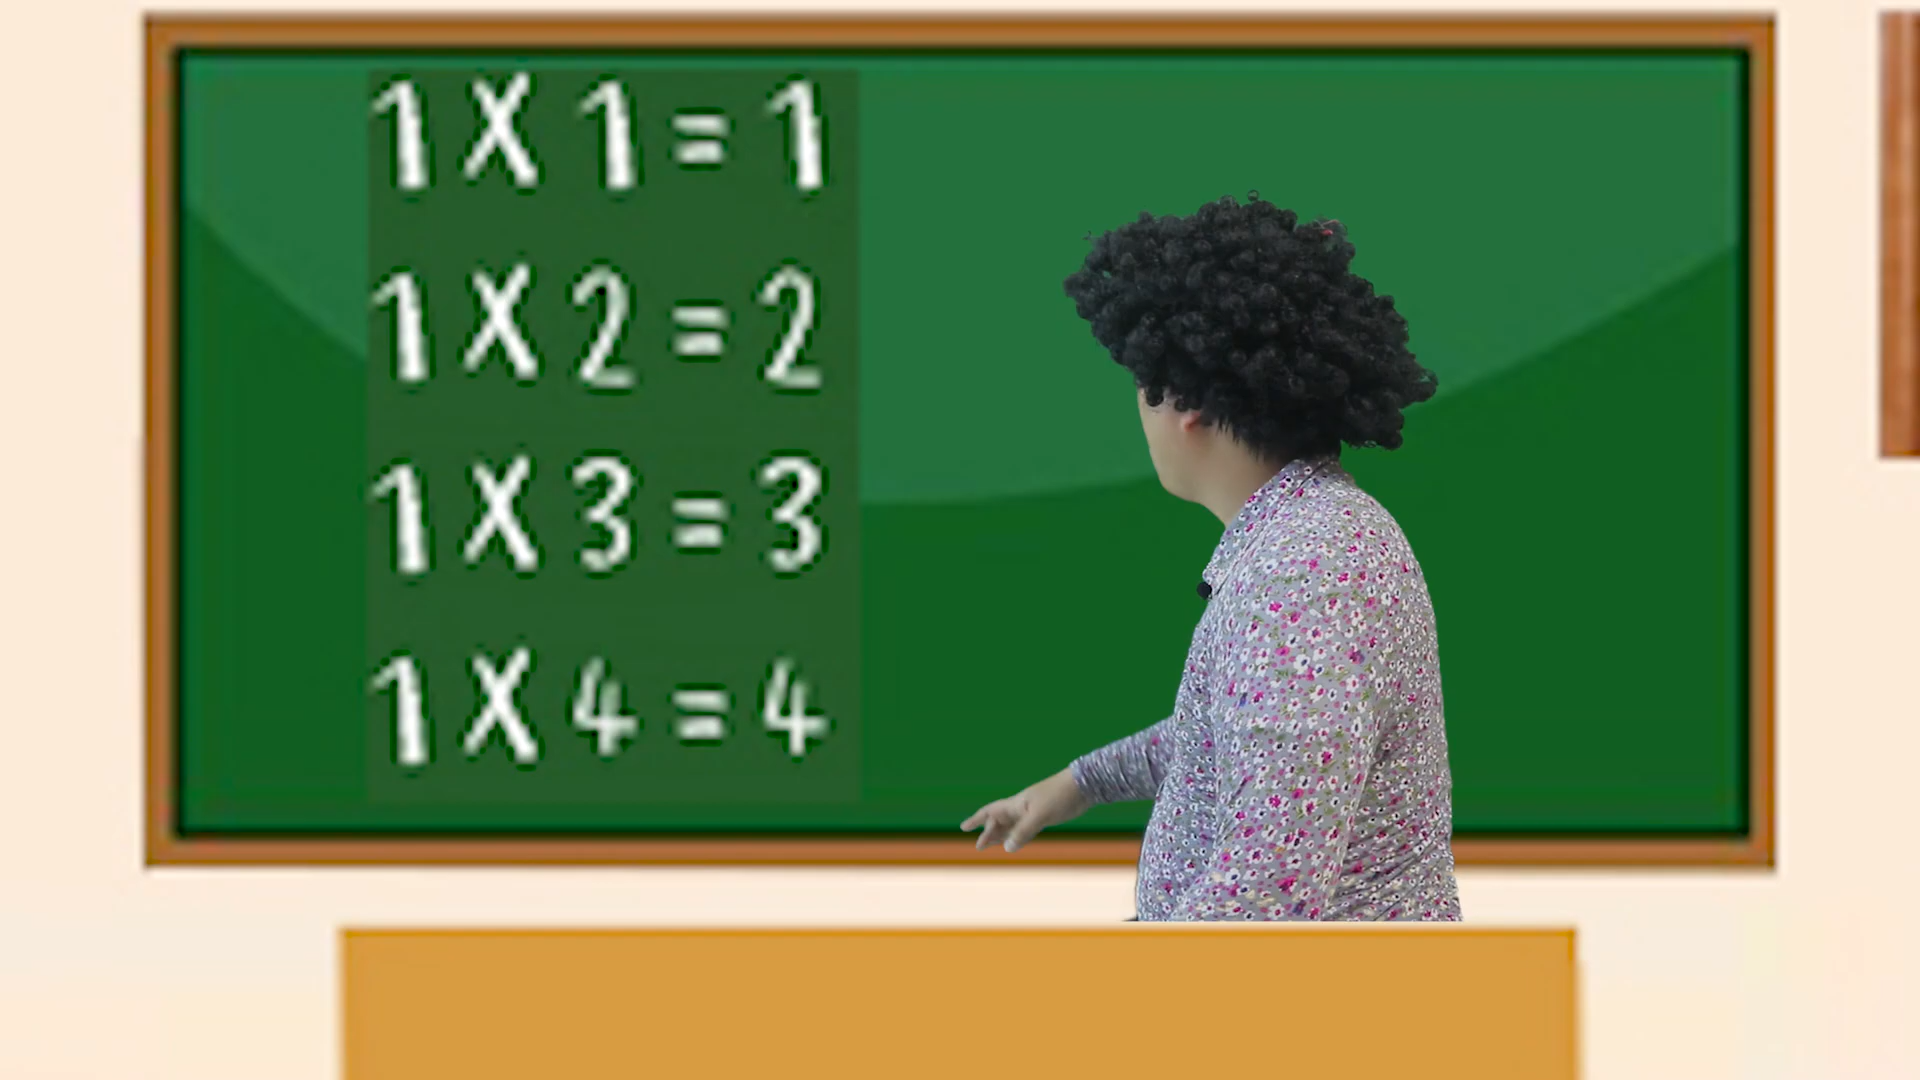 1 X 1 = 1
1 X 2 = 2
1 X 3 = 3
1 X 4 = 4